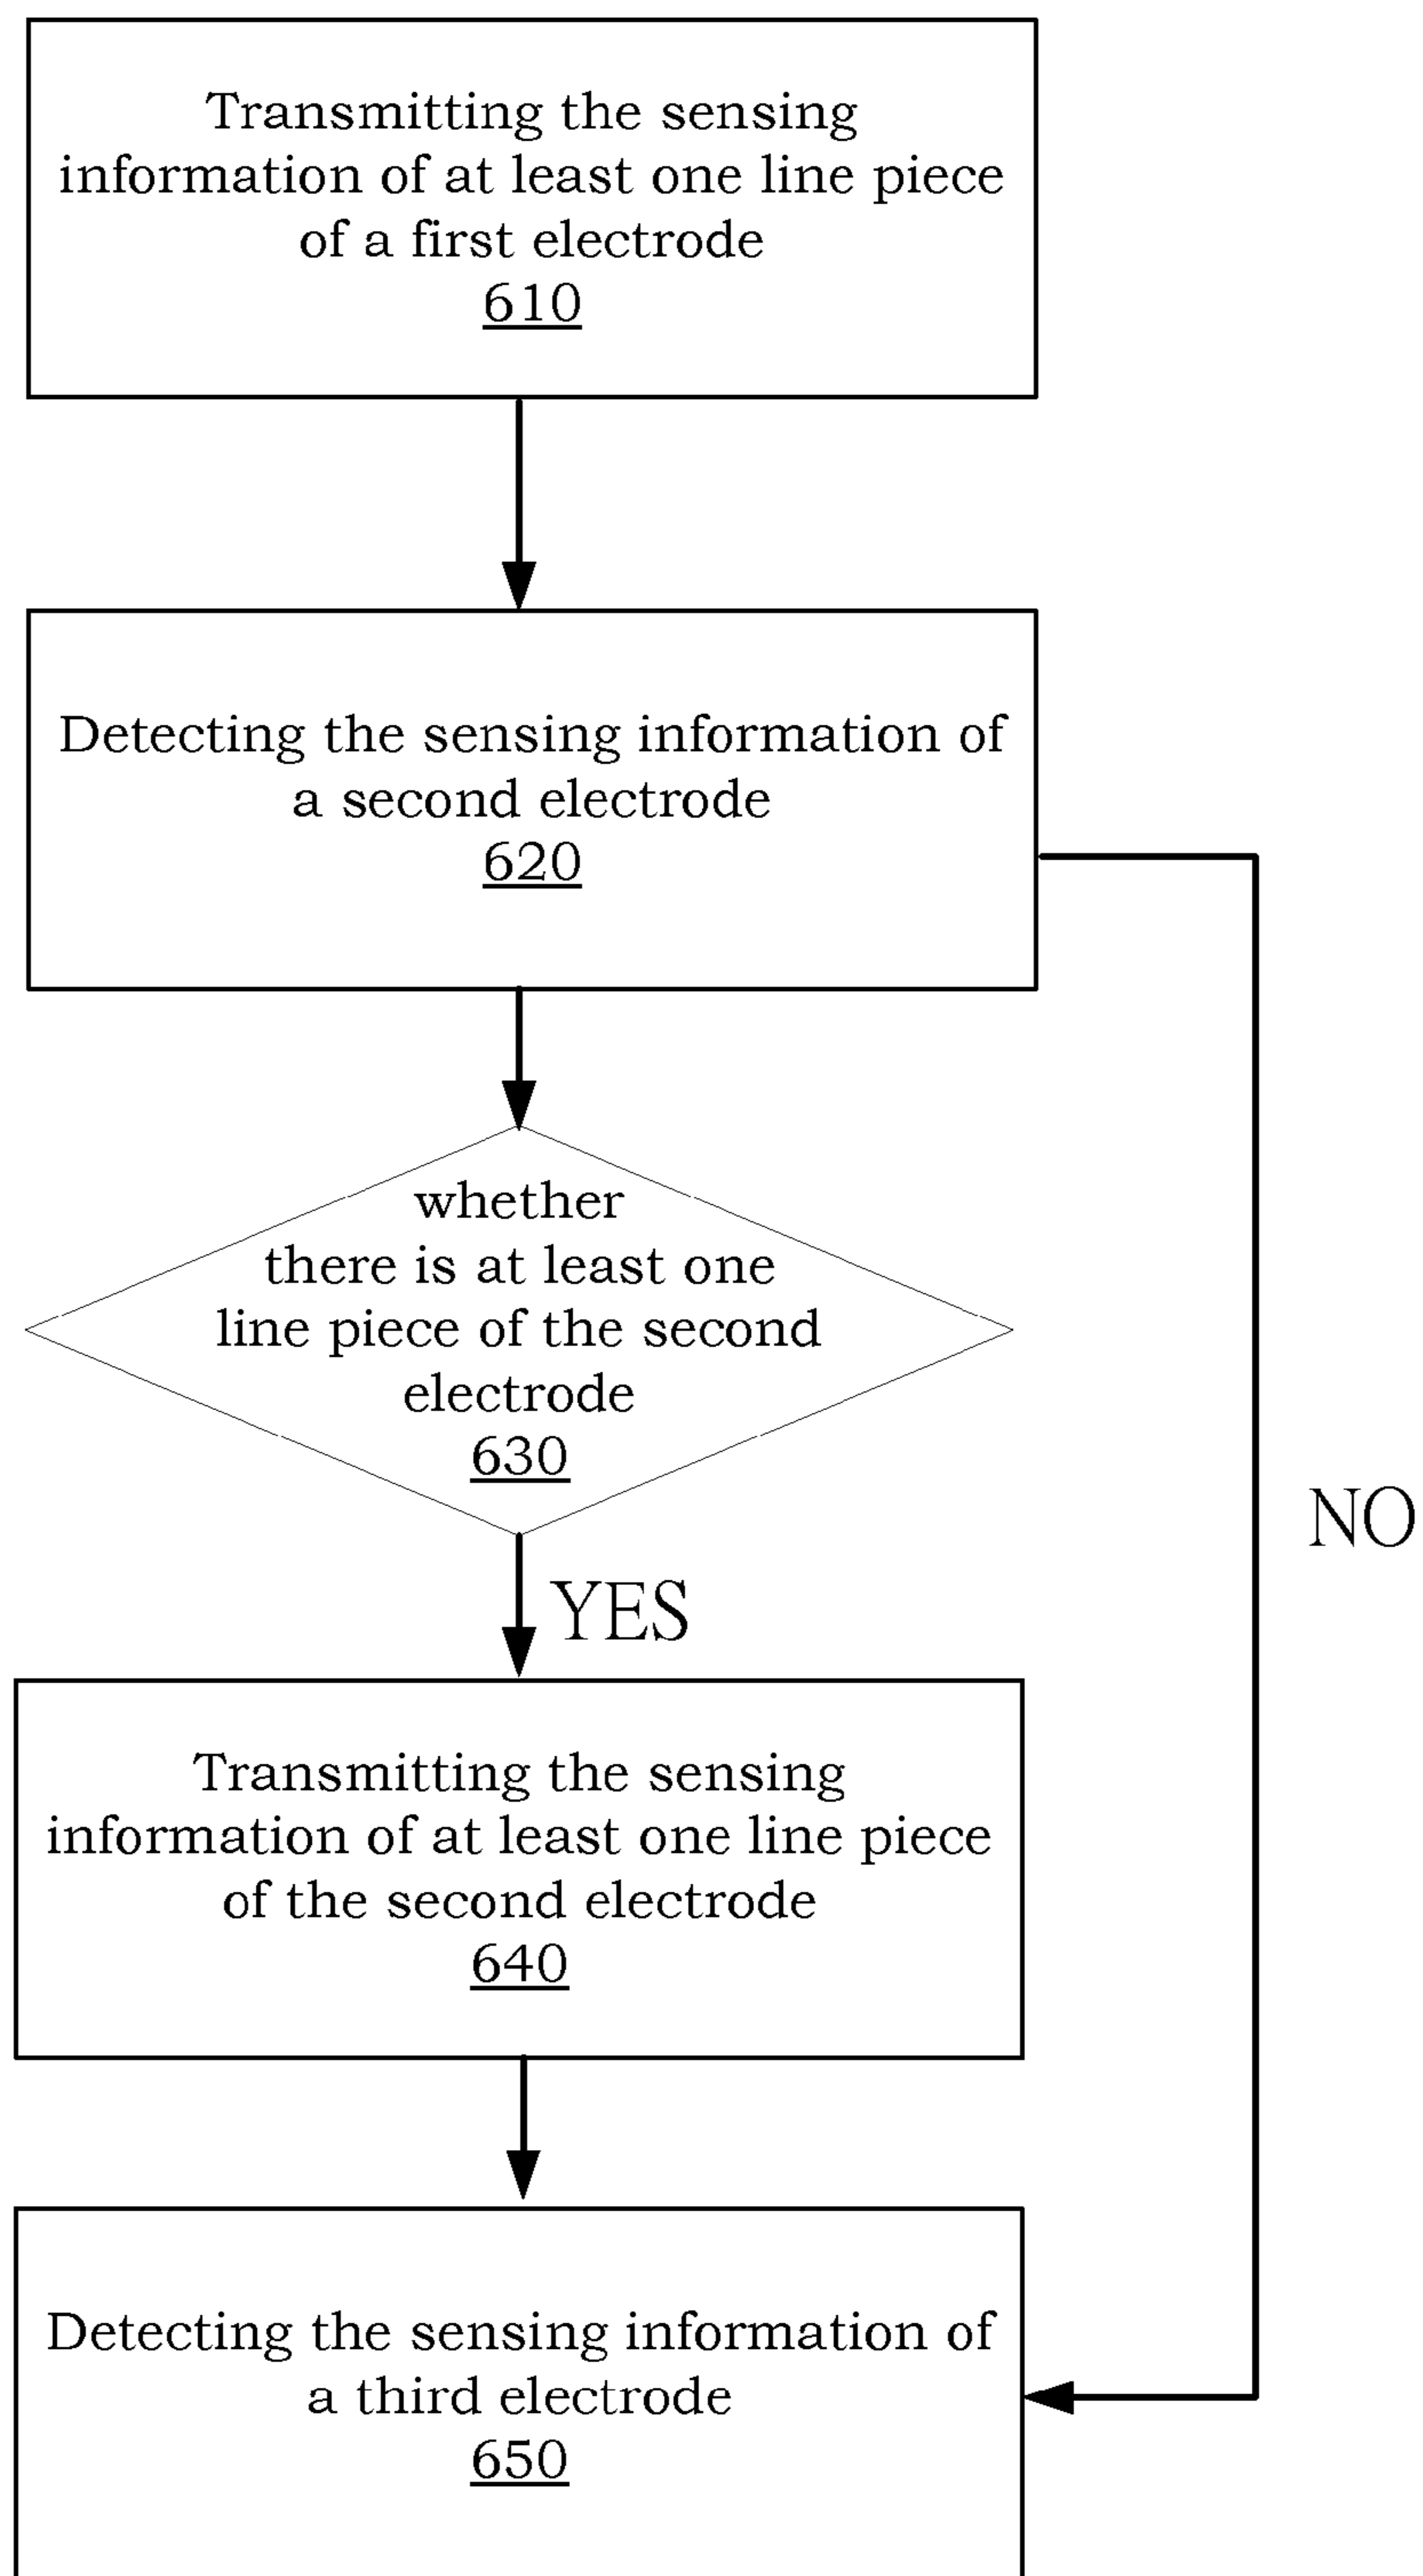 Transmitting the sensing
information of at least one line piece
of a first electrode
610
Detecting the sensing information of
a second electrode
620
whether
there is at least one
line piece of the second
electrode
630
NO
YES
Transmitting the sensing
information of at least one line piece
of the second electrode
640
Detecting the sensing information of
a third electrode
650